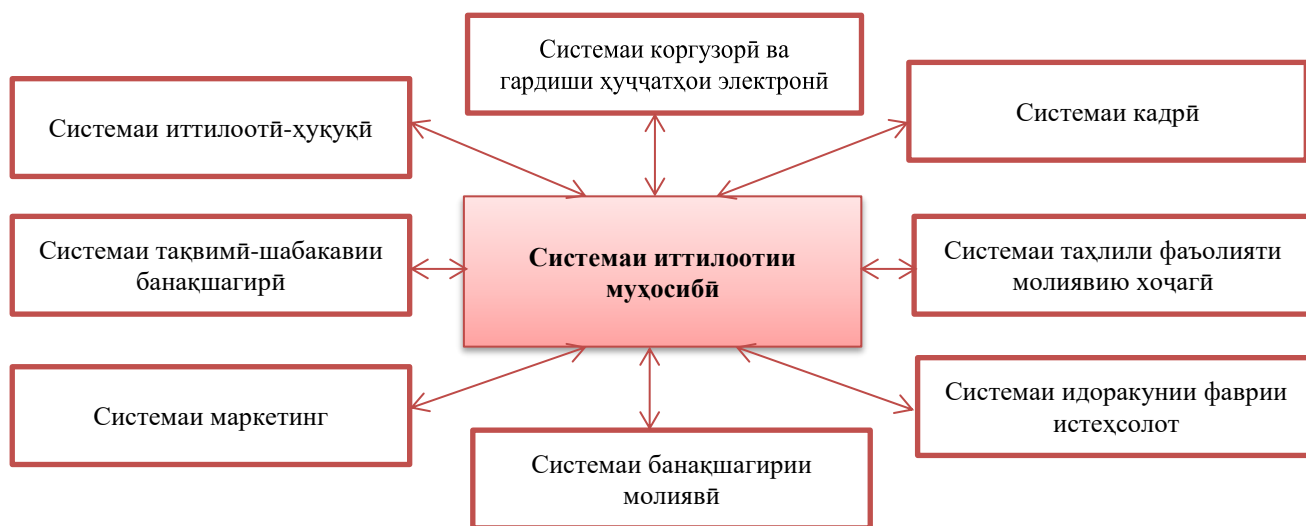 Системаи коргузорӣ ва
гардиши ҳуҷҷатҳои электронӣ
Системаи иттилоотӣ-ҳуқуқӣ
Системаи кадрӣ
Системаи тақвимӣ-шабакавии
банақшагирӣ
Системаи иттилоотии
муҳосибӣ
Системаи таҳлили фаъолияти
молиявию хоҷагӣ
Системаи маркетинг
Системаи банақшагирии
молиявӣ
Системаи идоракунии фаврии
истеҳсолот